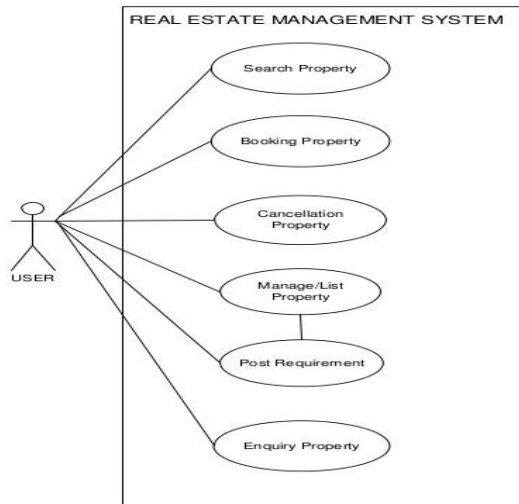 REAL ESTATE MANAGEMENT SYSTEM
Search Property
Booking Property
Cancellation
Property
Manage/List
Property
Post Requirement
Enquiry Property
USER